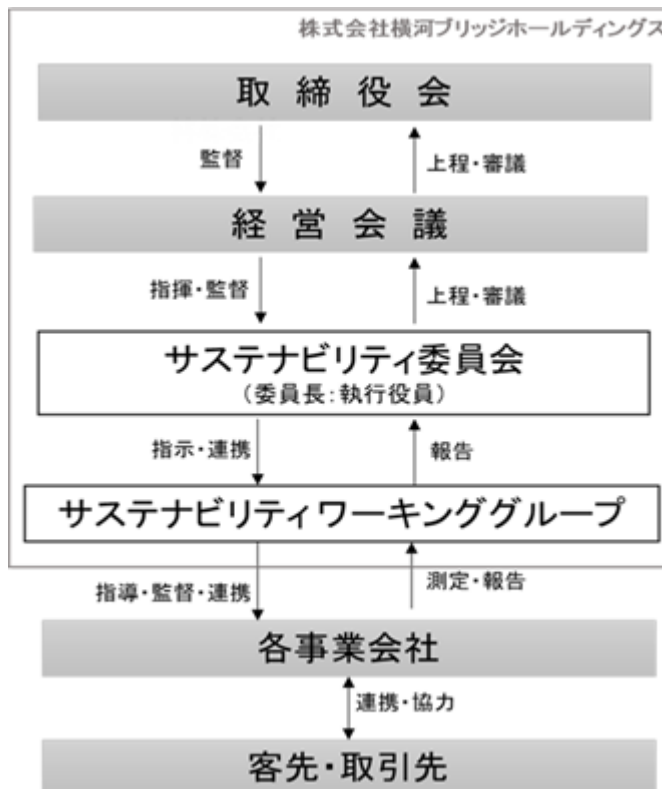 株式会社横河ブリッジホールディングス
取締役会
監督
上程・審議
経営会議
指揮・監督
上程・審議
サステナビリティ委員会
（委員長：執行役員）
指示・連携
報告
サステナビリティワーキンググループ
指導・監督・連携
測定・報告
各事業会社
連携・協力
客先・取引先